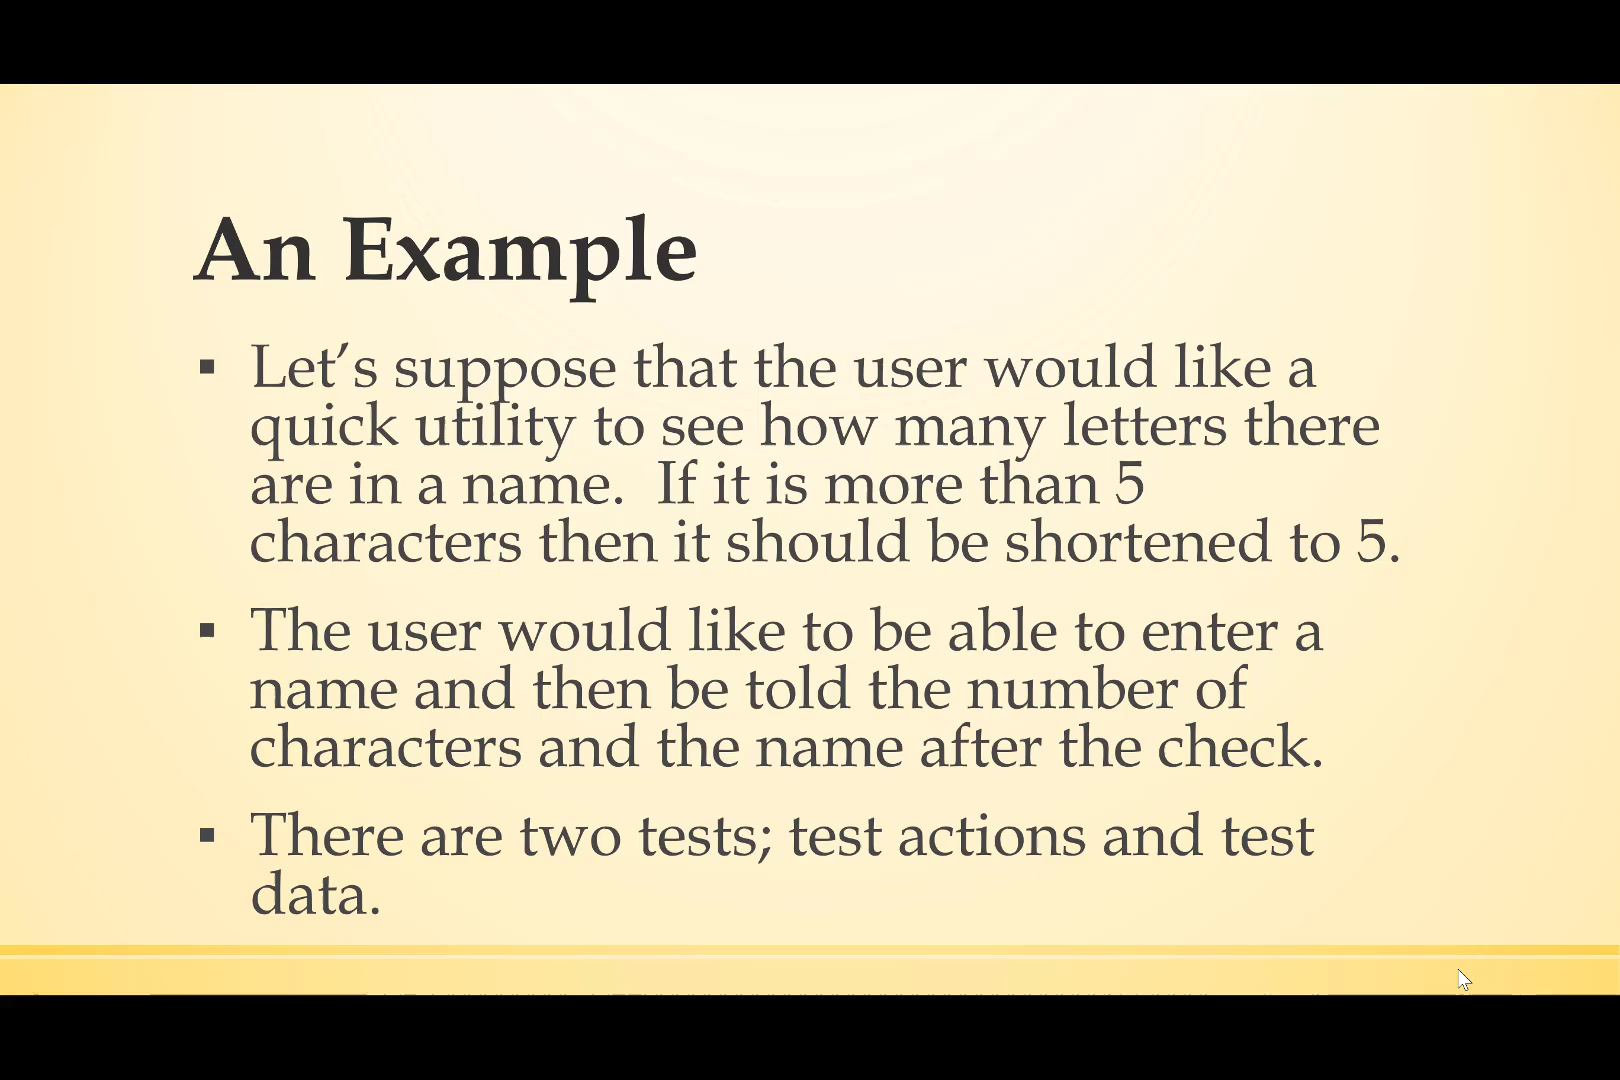 An Example
▪ Let’s suppose that the user would like a
quick utility to see how many letters there
are in a name.  If it is more than 5
characters then it should be shortened to 5.
▪ The user would like to be able to enter a
name and then be told the number of
characters and the name after the check.
▪ There are two tests; test actions and test
data.